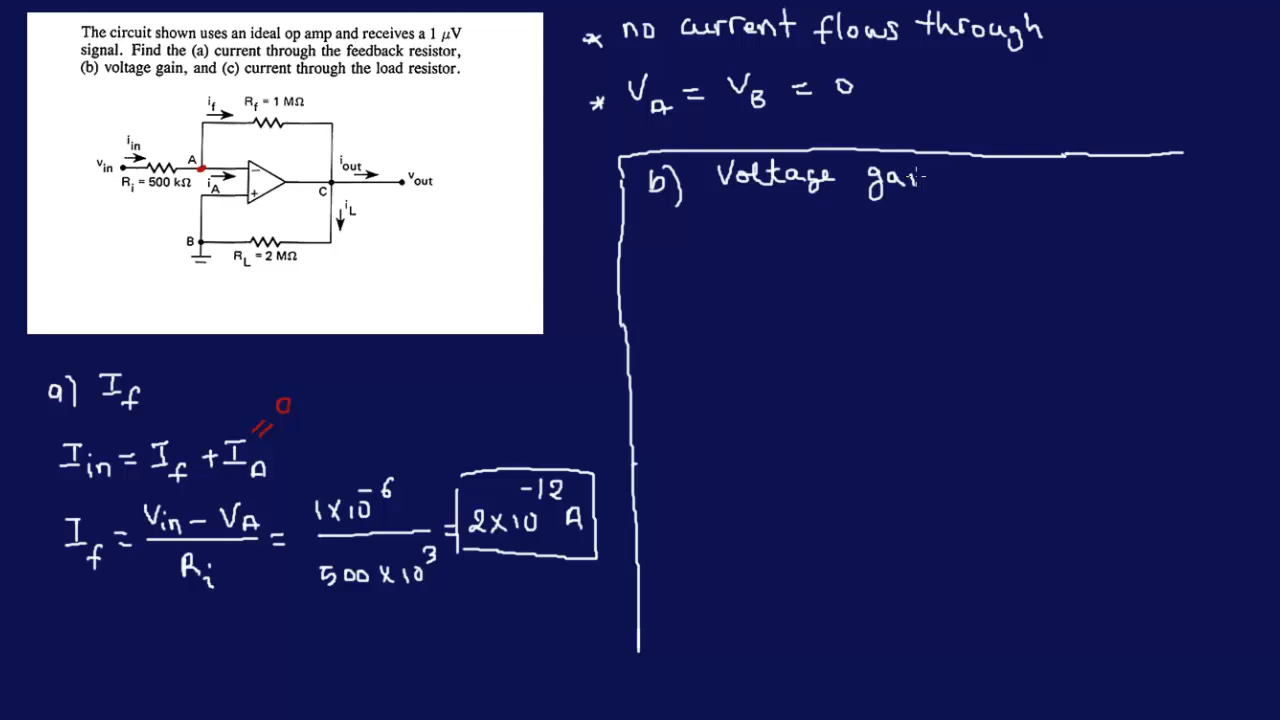 The circuit shown uses an ideal op amp and receives a 1 μV
signal. Find the (a) current through the feedback resistor,
(b) voltage gain, and (c) current through the load resistor.
i_f R_f = 1 MΩ
i_in
v_in A − i_out v_out
R_i = 500 kΩ i_A + C
i_L
B
R_L = 2 MΩ
* no current flows through
* V_A = V_B = 0
b) Voltage gai
a) I_f
0
I_in = I_f + I_A
I_f = (V_in − V_A) / R_i = (1 × 10^−6) / (500 × 10^3) = 2 × 10^−12 A